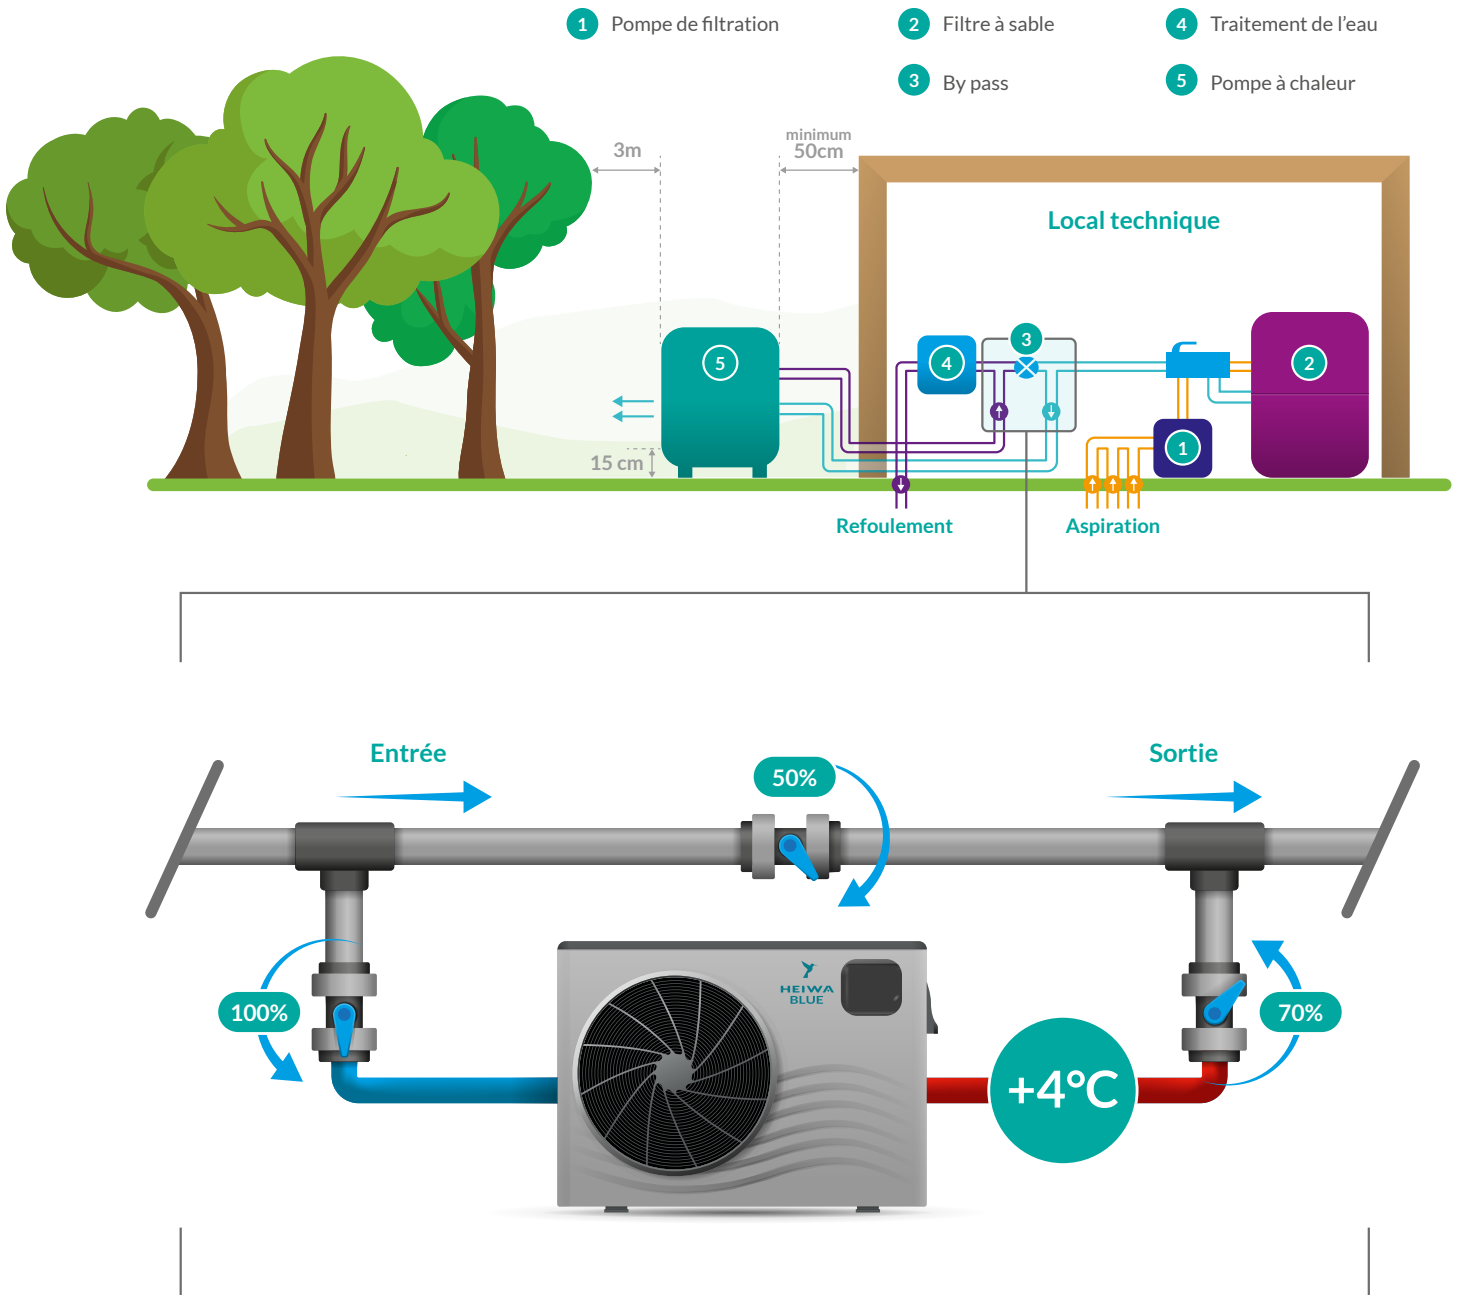 1 Pompe de filtration
2 Filtre à sable
4 Traitement de l'eau
3 By pass
5 Pompe à chaleur
3m
minimum
50cm
Local technique
5
4
3
2
1
15 cm
Refoulement
Aspiration
Entrée
Sortie
50%
100%
70%
HEIWA
BLUE
+4°C